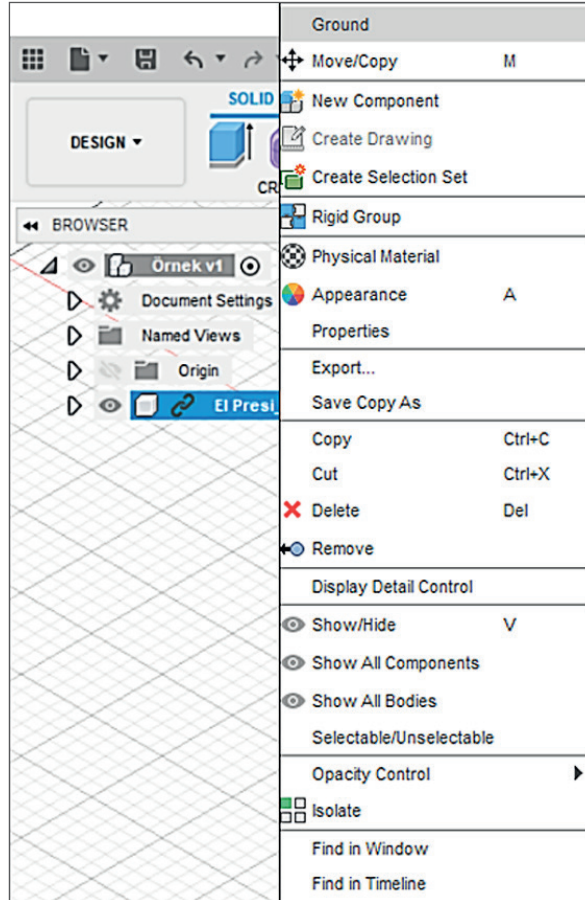 Ground
Move/Copy M
SOLID
New Component
DESIGN
Create Drawing
CR
Create Selection Set
BROWSER
Rigid Group
Örnek v1
Physical Material
Document Settings
Appearance A
Named Views
Properties
Origin
Export...
El Presi_
Save Copy As
Copy Ctrl+C
Cut Ctrl+X
Delete Del
Remove
Display Detail Control
Show/Hide V
Show All Components
Show All Bodies
Selectable/Unselectable
Opacity Control
Isolate
Find in Window
Find in Timeline